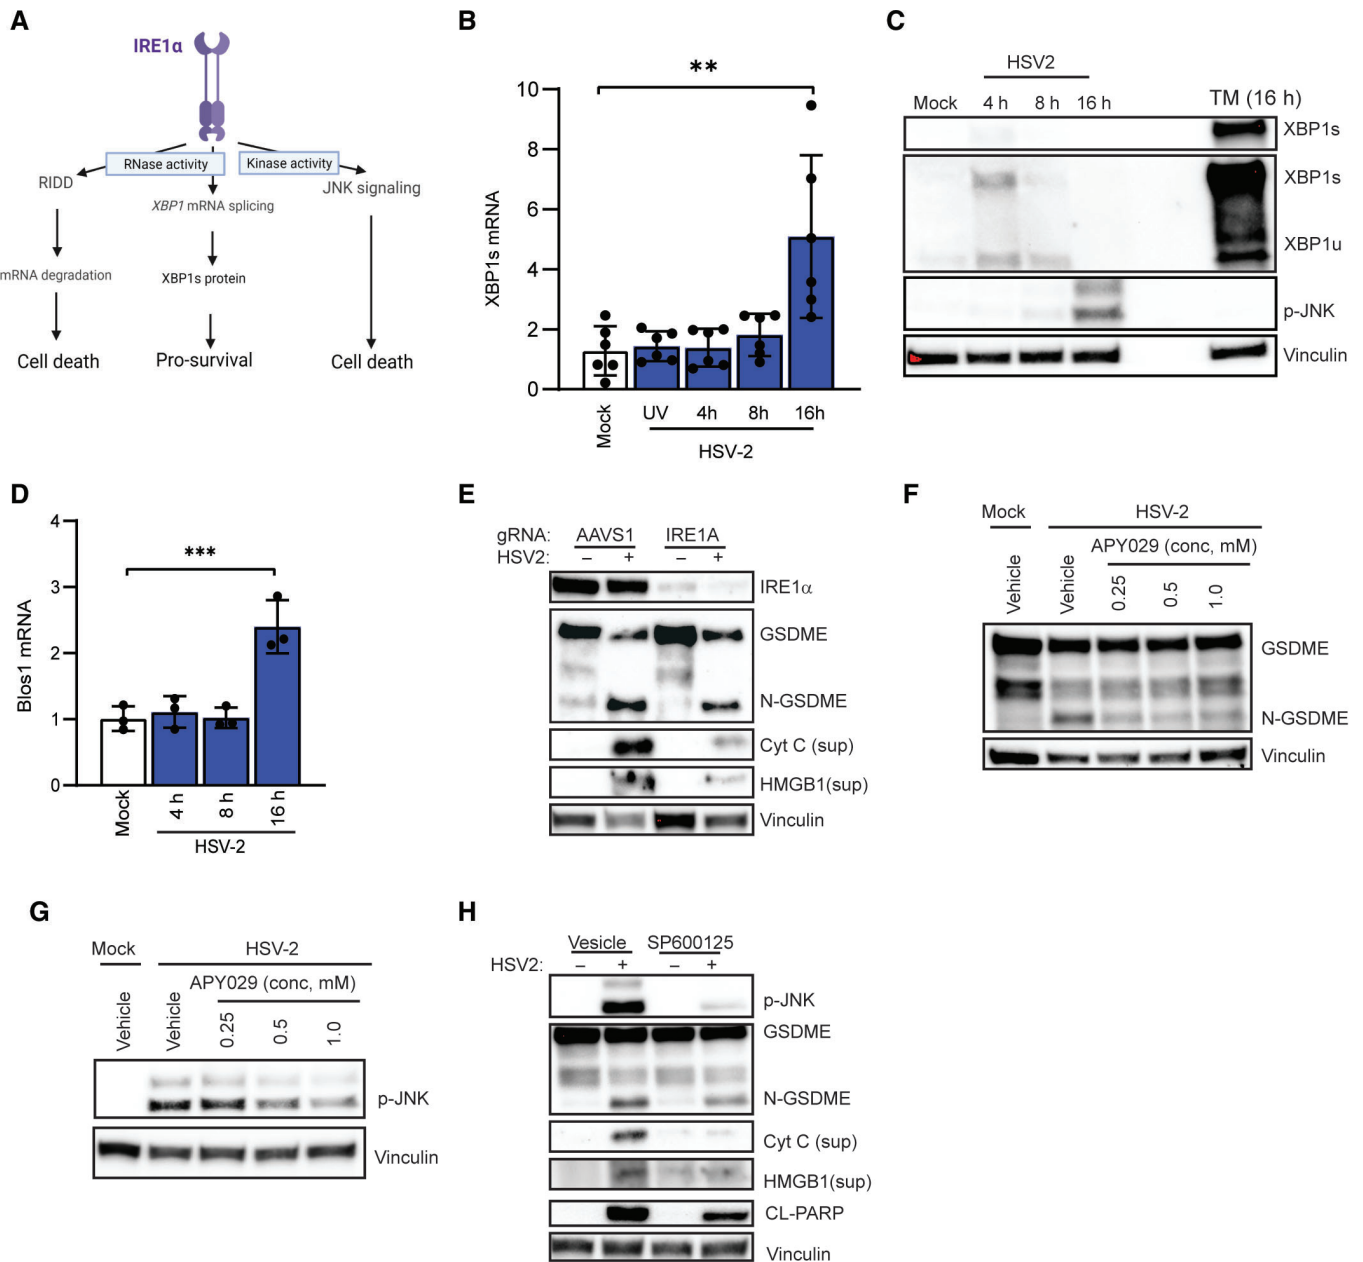 A
IRE1α
RNase activity
Kinase activity
RIDD
XBP1 mRNA splicing
JNK signaling
mRNA degradation
XBP1s protein
Cell death
Pro-survival
Cell death
B
**
XBP1s mRNA
10
8
6
4
2
0
Mock
UV
4h
8h
16h
HSV-2
C
HSV2
Mock
4 h
8 h
16 h
TM (16 h)
XBP1s
XBP1s
XBP1u
p-JNK
Vinculin
D
***
Blos1 mRNA
4
3
2
1
0
Mock
4 h
8 h
16 h
HSV-2
E
gRNA: AAVS1 IRE1A
HSV2: – + – +
IRE1α
GSDME
N-GSDME
Cyt C (sup)
HMGB1(sup)
Vinculin
F
Mock HSV-2
APY029 (conc, mM)
Vehicle
Vehicle
0.25
0.5
1.0
GSDME
N-GSDME
Vinculin
G
Mock HSV-2
APY029 (conc, mM)
Vehicle
Vehicle
0.25
0.5
1.0
p-JNK
Vinculin
H
Vesicle SP600125
HSV2: – + – +
p-JNK
GSDME
N-GSDME
Cyt C (sup)
HMGB1(sup)
CL-PARP
Vinculin